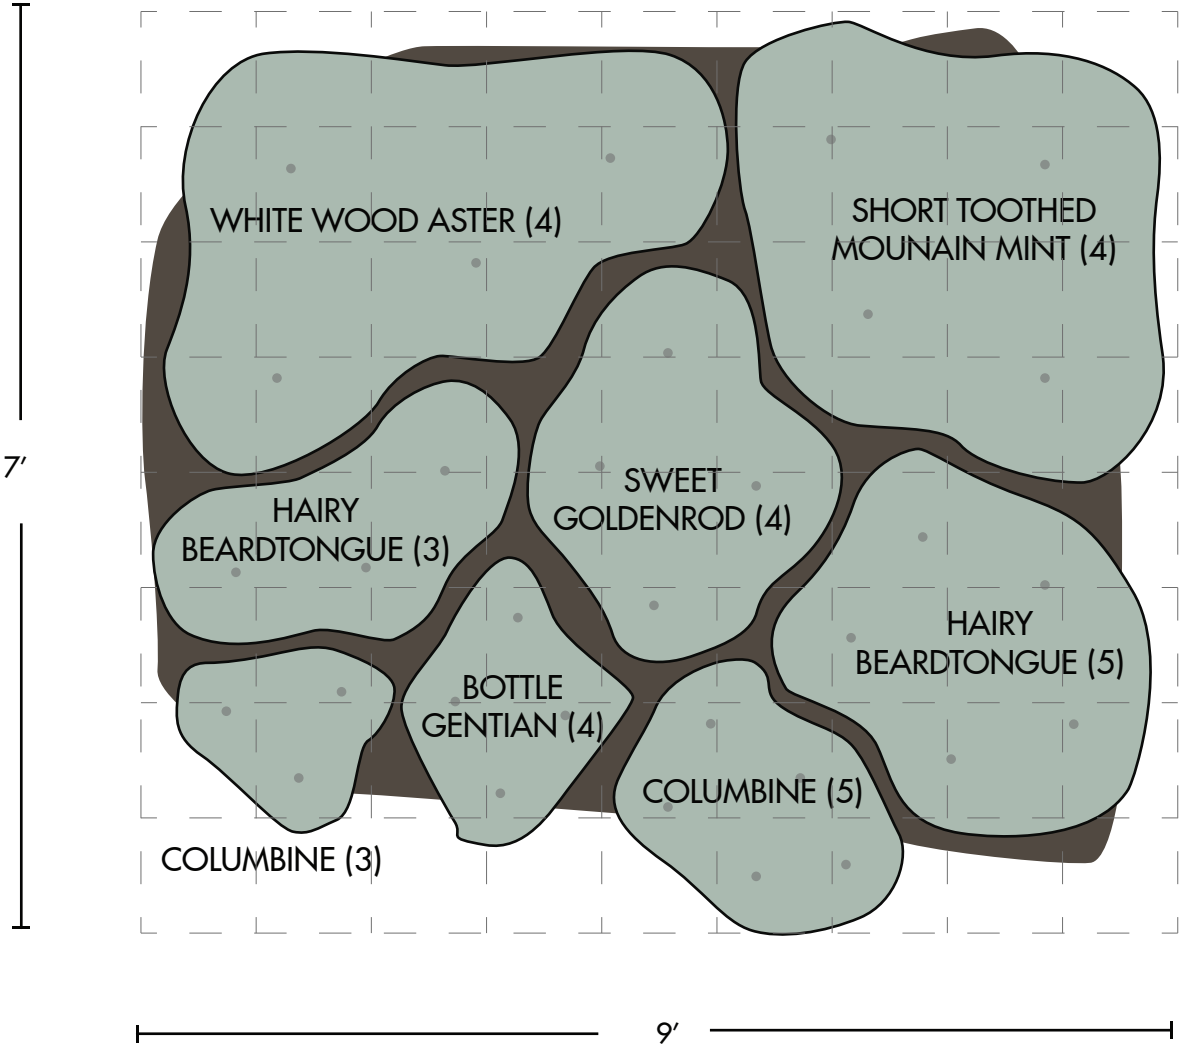 WHITE WOOD ASTER (4)
SHORT TOOTHED
MOUNAIN MINT (4)
7′
HAIRY
BEARDTONGUE (3)
SWEET
GOLDENROD (4)
HAIRY
BEARDTONGUE (5)
BOTTLE
GENTIAN (4)
COLUMBINE (5)
COLUMBINE (3)
9′